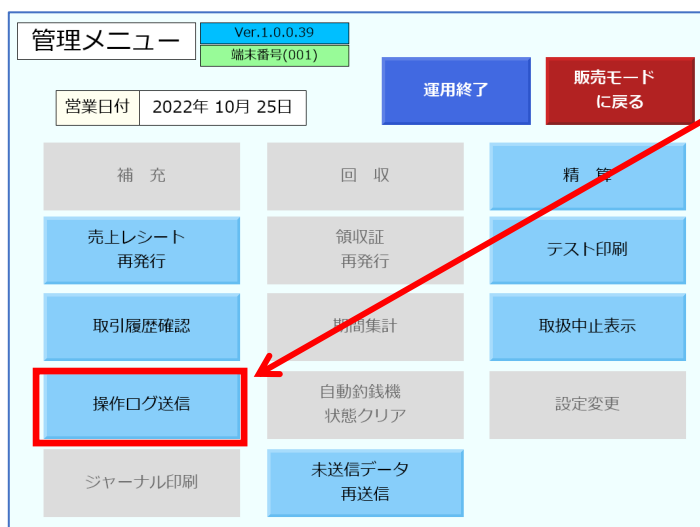 管理メニュー
Ver.1.0.0.39
端末番号(001)
運用終了
販売モード
に戻る
営業日付 2022年 10月 25日
補 充
回 収
精 算
売上レシート
再発行
領収証
再発行
テスト印刷
取引履歴確認
期間集計
取扱中止表示
操作ログ送信
自動釣銭機
状態クリア
設定変更
ジャーナル印刷
未送信データ
再送信